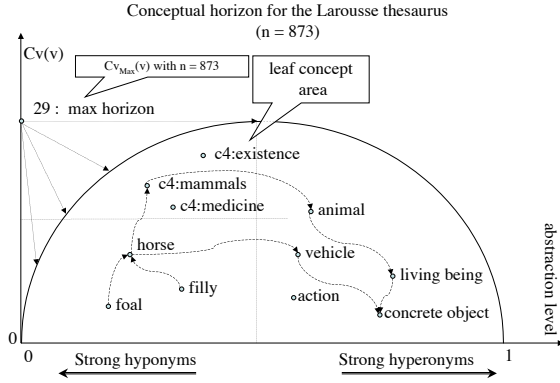 Conceptual horizon for the Larousse thesaurus
(n = 873)
Cv(v)
CvMax(v) with n = 873
leaf concept
area
29 : max horizon
c4:existence
c4:mammals
c4:medicine
animal
horse
vehicle
living being
filly
action
foal
concrete object
abstraction level
0
0
1
Strong hyponyms
Strong hyperonyms